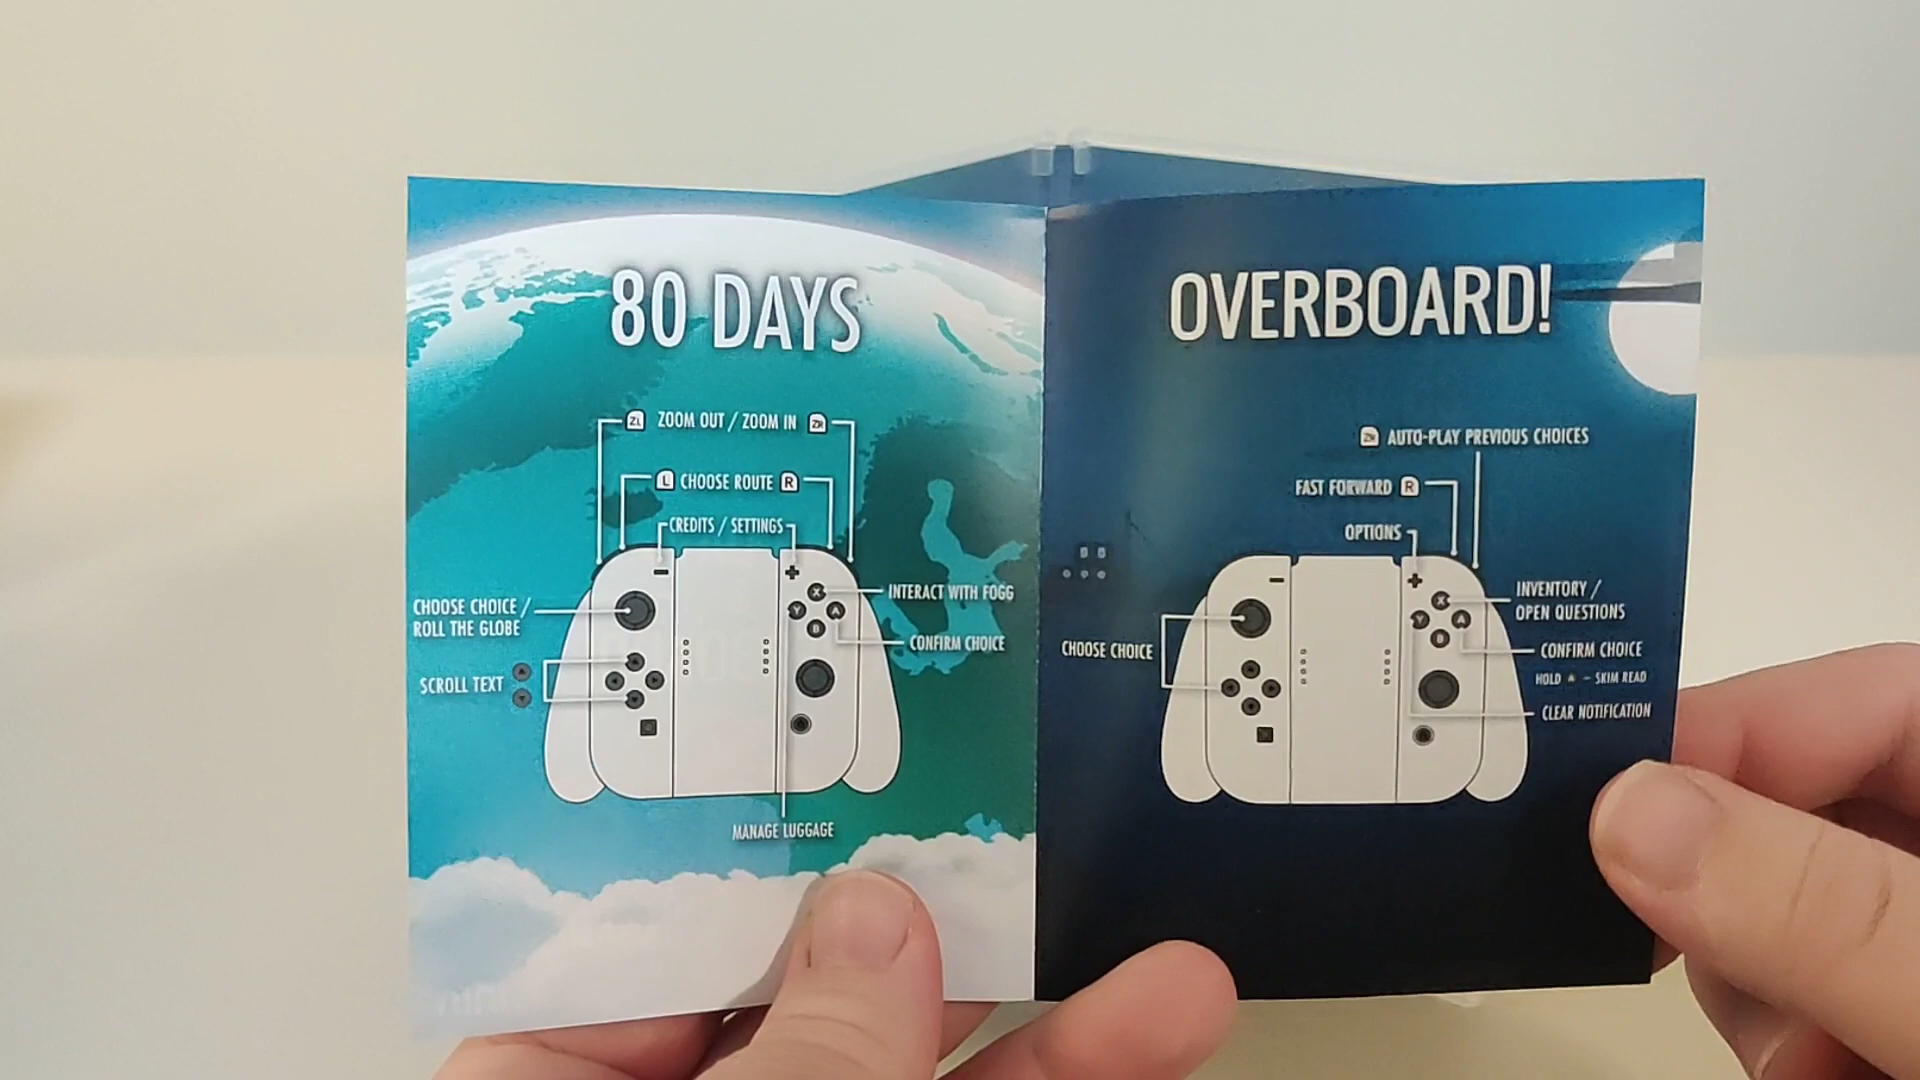 80 DAYS
ZL ZOOM OUT / ZOOM IN ZR
L CHOOSE ROUTE R
CREDITS / SETTINGS
CHOOSE CHOICE /
ROLL THE GLOBE
SCROLL TEXT
X
Y A
B
INTERACT WITH FOGG
CONFIRM CHOICE
MANAGE LUGGAGE
OVERBOARD!
ZR AUTO-PLAY PREVIOUS CHOICES
FAST FORWARD R
OPTIONS
CHOOSE CHOICE
X
Y A
B
INVENTORY /
OPEN QUESTIONS
CONFIRM CHOICE
HOLD A - SKIM READ
CLEAR NOTIFICATION